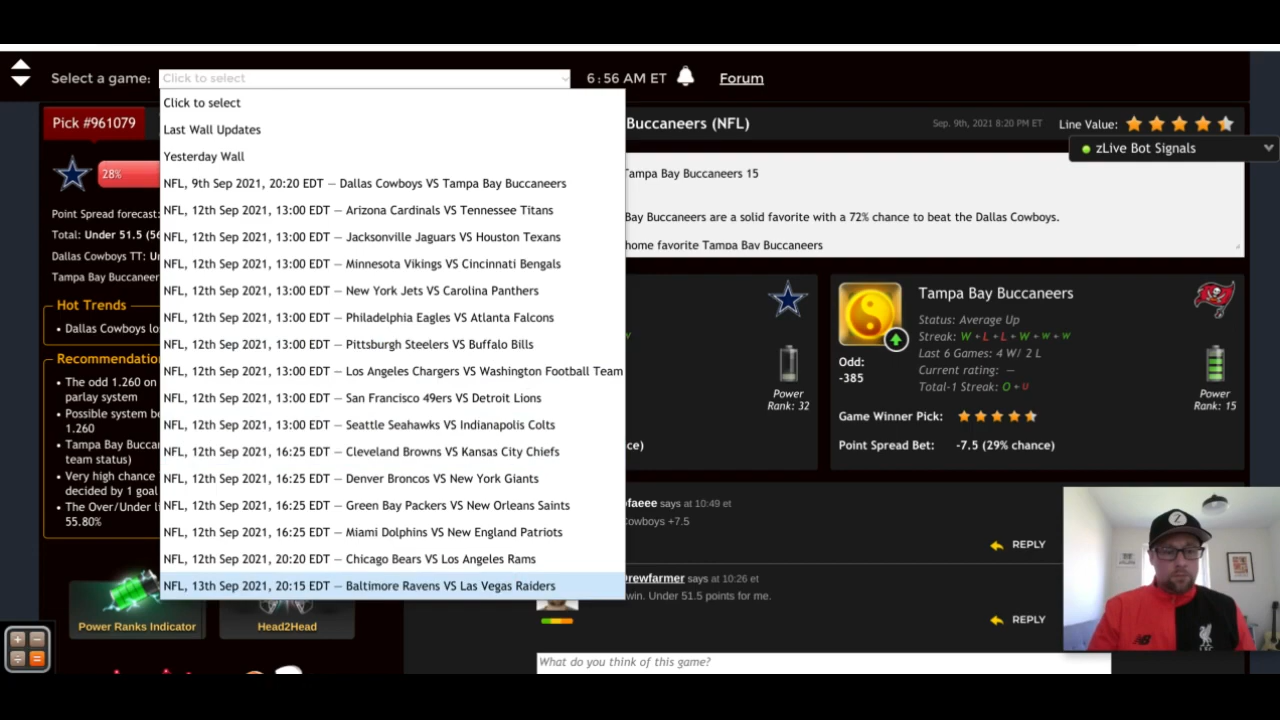 Select a game:
Click to select
6:56 AM ET
Forum
Click to select
Last Wall Updates
Yesterday Wall
NFL, 9th Sep 2021, 20:20 EDT — Dallas Cowboys VS Tampa Bay Buccaneers
NFL, 12th Sep 2021, 13:00 EDT — Arizona Cardinals VS Tennessee Titans
NFL, 12th Sep 2021, 13:00 EDT — Jacksonville Jaguars VS Houston Texans
NFL, 12th Sep 2021, 13:00 EDT — Minnesota Vikings VS Cincinnati Bengals
NFL, 12th Sep 2021, 13:00 EDT — New York Jets VS Carolina Panthers
NFL, 12th Sep 2021, 13:00 EDT — Philadelphia Eagles VS Atlanta Falcons
NFL, 12th Sep 2021, 13:00 EDT — Pittsburgh Steelers VS Buffalo Bills
NFL, 12th Sep 2021, 13:00 EDT — Los Angeles Chargers VS Washington Football Team
NFL, 12th Sep 2021, 13:00 EDT — San Francisco 49ers VS Detroit Lions
NFL, 12th Sep 2021, 13:00 EDT — Seattle Seahawks VS Indianapolis Colts
NFL, 12th Sep 2021, 16:25 EDT — Cleveland Browns VS Kansas City Chiefs
NFL, 12th Sep 2021, 16:25 EDT — Denver Broncos VS New York Giants
NFL, 12th Sep 2021, 16:25 EDT — Green Bay Packers VS New Orleans Saints
NFL, 12th Sep 2021, 16:25 EDT — Miami Dolphins VS New England Patriots
NFL, 12th Sep 2021, 20:20 EDT — Chicago Bears VS Los Angeles Rams
NFL, 13th Sep 2021, 20:15 EDT — Baltimore Ravens VS Las Vegas Raiders
Pick #961079
28%
Point Spread forecast:
Total: Under 51.5 (56
Dallas Cowboys TT:
Tampa Bay Buccaneer
Hot Trends
• Dallas Cowboys lo
Recommendation
• The odd 1.260 on
parlay system
• Possible system be
1.260
• Tampa Bay Bucca
team status)
• Very high chance
decided by 1 goal
• The Over/Under li
55.80%
Power Ranks Indicator
Head2Head
Buccaneers (NFL)
Sep. 9th, 2021 8:20 PM ET
Line Value:
zLive Bot Signals
Tampa Bay Buccaneers 15
Bay Buccaneers are a solid favorite with a 72% chance to beat the Dallas Cowboys.
home favorite Tampa Bay Buccaneers
Power
Rank: 32
ce)
Tampa Bay Buccaneers
Status: Average Up
Streak: W - L - L - W - W - W
Last 6 Games: 4 W/ 2 L
Current rating: —
Total-1 Streak: O - U
Odd:
-385
Power
Rank: 15
Game Winner Pick:
Point Spread Bet: -7.5 (29% chance)
faeee says at 10:49 et
Cowboys +7.5
REPLY
rewfarmer says at 10:26 et
win. Under 51.5 points for me.
REPLY
What do you think of this game?
Z
NB